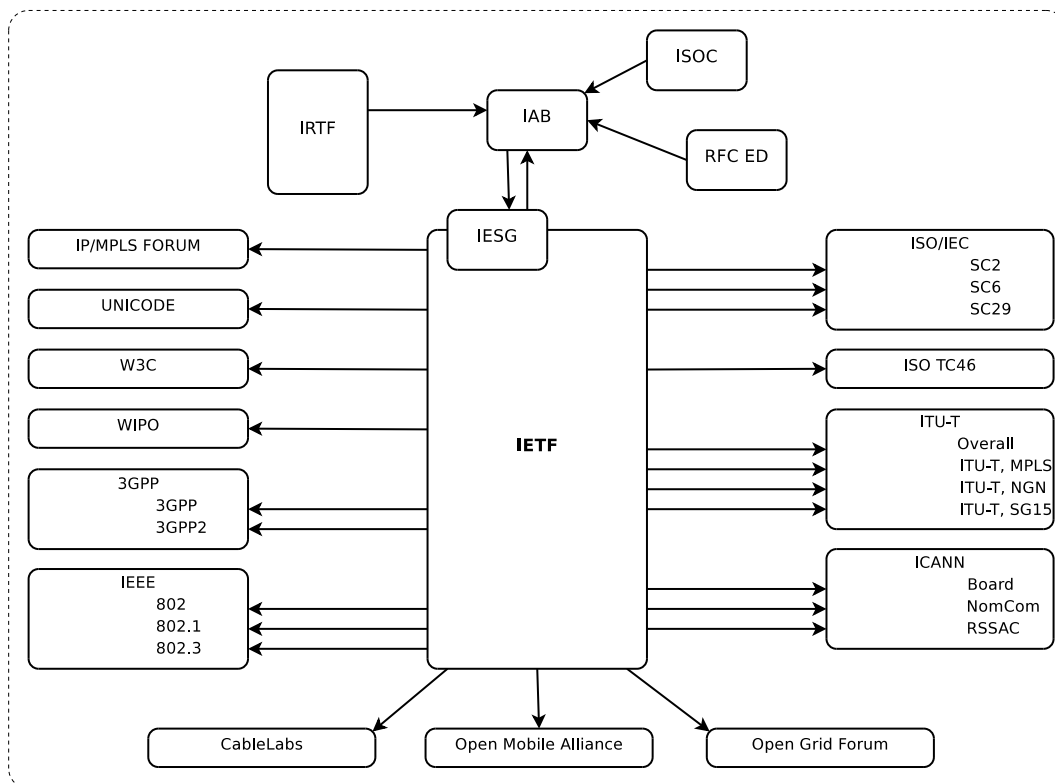 ISOC
IRTF
IAB
RFC ED
IESG
IP/MPLS FORUM
UNICODE
W3C
WIPO
3GPP
3GPP
3GPP2
IEEE
802
802.1
802.3
IETF
ISO/IEC
SC2
SC6
SC29
ISO TC46
ITU-T
Overall
ITU-T, MPLS
ITU-T, NGN
ITU-T, SG15
ICANN
Board
NomCom
RSSAC
CableLabs
Open Mobile Alliance
Open Grid Forum